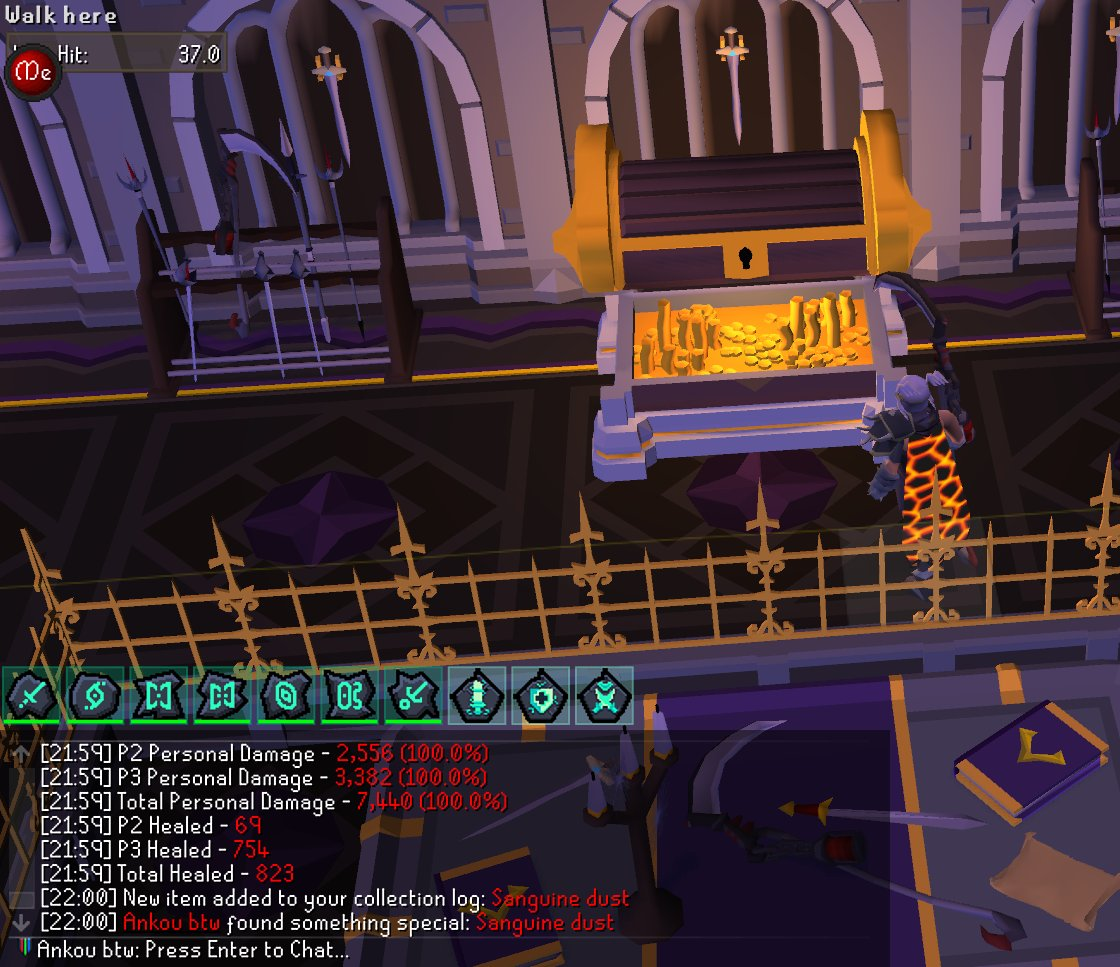 Walk here
Hit: 37.0
Me
[21:59] P2 Personal Damage - 2,556 (100.0%)
[21:59] P3 Personal Damage - 3,382 (100.0%)
[21:59] Total Personal Damage - 7,440 (100.0%)
[21:59] P2 Healed - 69
[21:59] P3 Healed - 754
[21:59] Total Healed - 823
[22:00] New item added to your collection log: Sanguine dust
[22:00] Ankou btw found something special: Sanguine dust
Ankou btw: Press Enter to Chat...